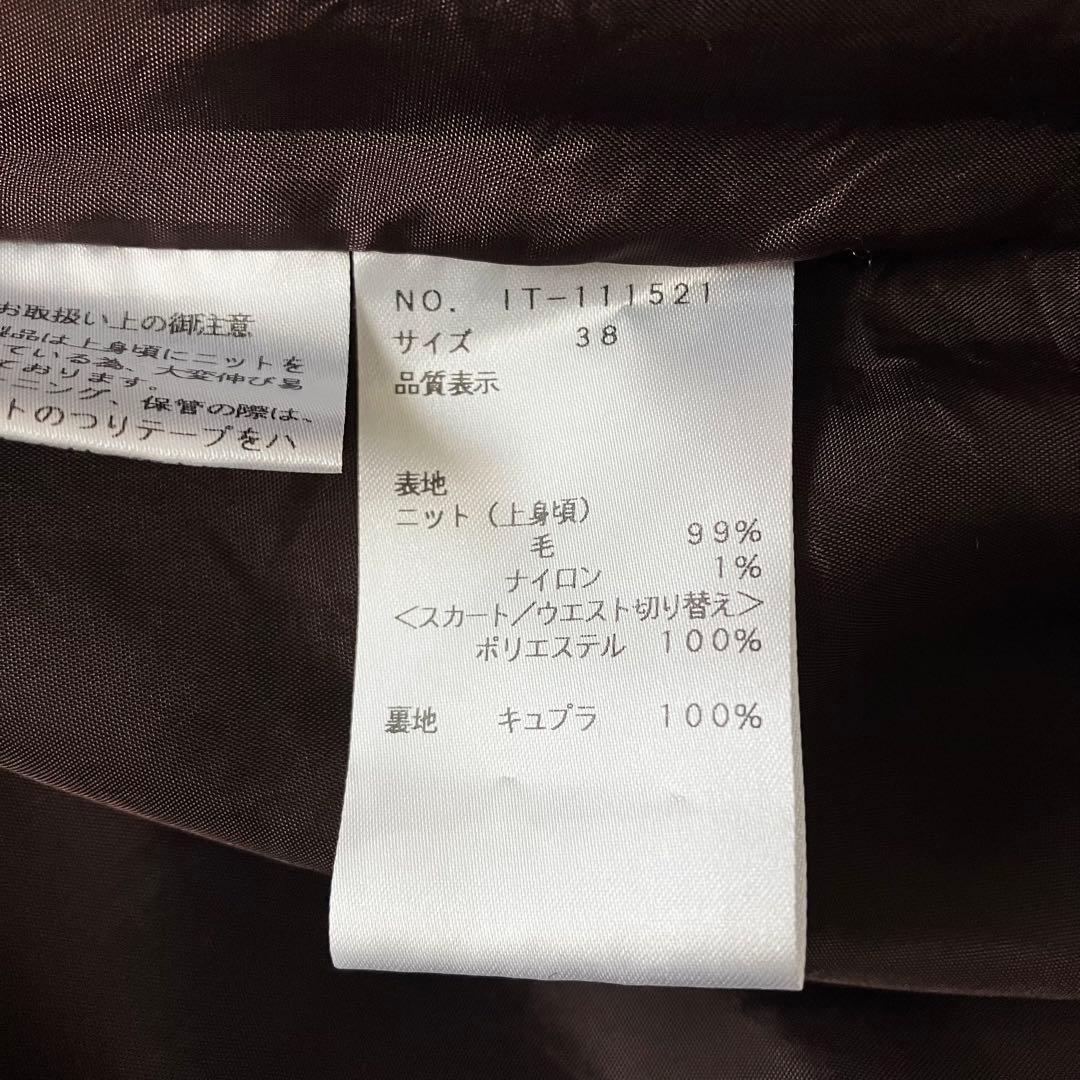 お取扱い上の御注意
製品は上身頃にニットを
ている為、大変伸び易
ております。
ニング、保管の際は、
トのつりテープをハ
NO. IT-111521
サイズ 38
品質表示
表地
ニット(上身頃)
毛 99%
ナイロン 1%
<スカート/ウエスト切り替え>
ポリエステル 100%
裏地 キュプラ 100%